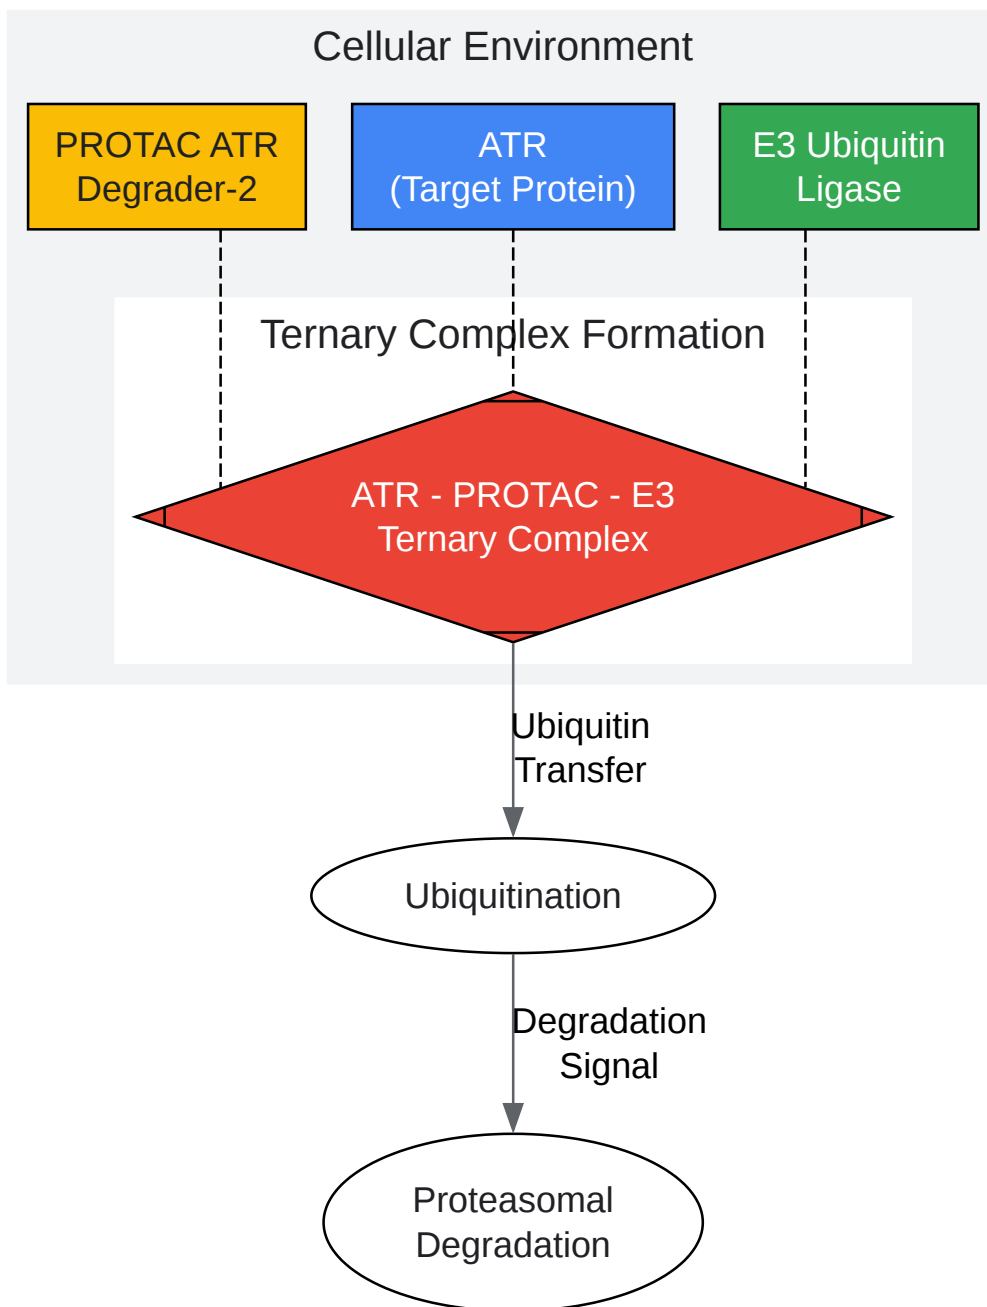 Cellular Environment
PROTAC ATR
Degrader-2
ATR
(Target Protein)
E3 Ubiquitin
Ligase
Ternary Complex Formation
ATR - PROTAC - E3
Ternary Complex
Ubiquitin
Transfer
Ubiquitination
Degradation
Signal
Proteasomal
Degradation